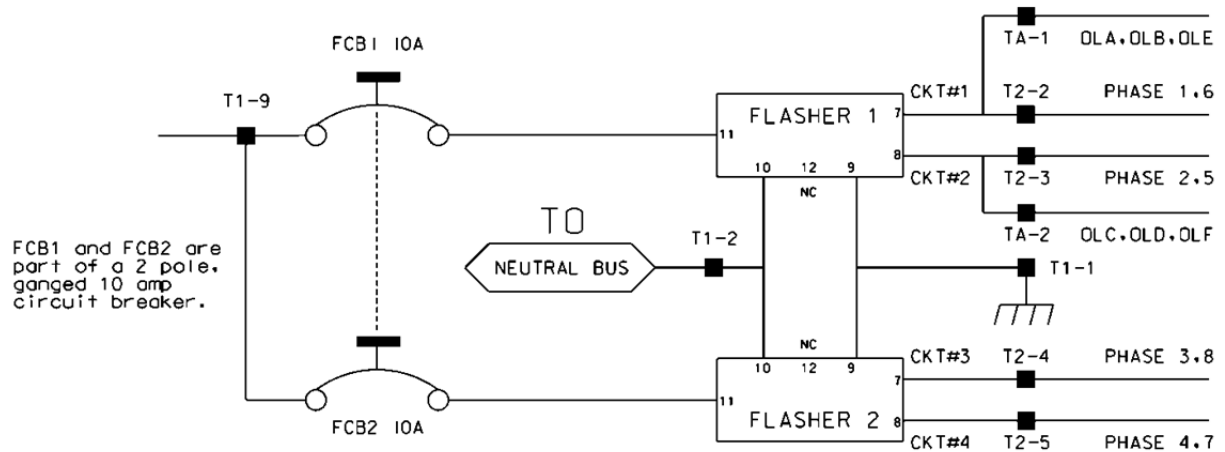 FCB1 10A
T1-9
TA-1 OLA.OLB.OLE
CKT#1 T2-2 PHASE 1.6
FLASHER 1
11
7
8
10 12 9
NC
CKT#2 T2-3 PHASE 2.5
TA-2 OLC.OLD.OLF
TO
NEUTRAL BUS
T1-2
T1-1
FCB1 and FCB2 are
part of a 2 pole.
ganged 10 amp
circuit breaker.
NC
10 12 9
CKT#3 T2-4 PHASE 3.8
7
11
FLASHER 2
8
FCB2 10A
CKT#4 T2-5 PHASE 4.7